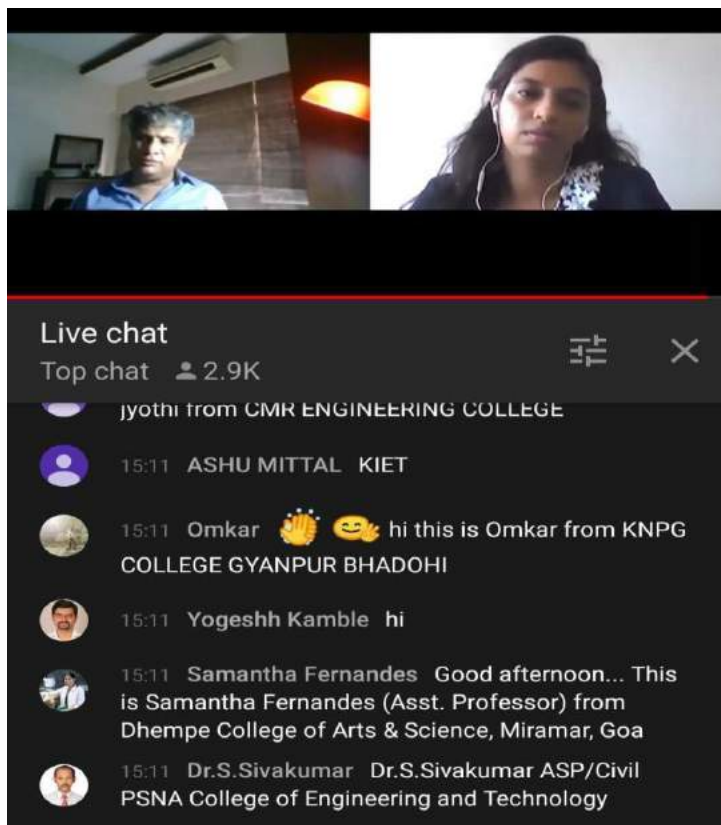 Live chat
Top chat 2.9K
jyothi from CMR ENGINEERING COLLEGE
15:11 ASHU MITTAL KIET
15:11 Omkar 👏 😊👋 hi this is Omkar from KNPG
COLLEGE GYANPUR BHADOHI
15:11 Yogeshh Kamble hi
15:11 Samantha Fernandes Good afternoon... This
is Samantha Fernandes (Asst. Professor) from
Dhempe College of Arts & Science, Miramar, Goa
15:11 Dr.S.Sivakumar Dr.S.Sivakumar ASP/Civil
PSNA College of Engineering and Technology